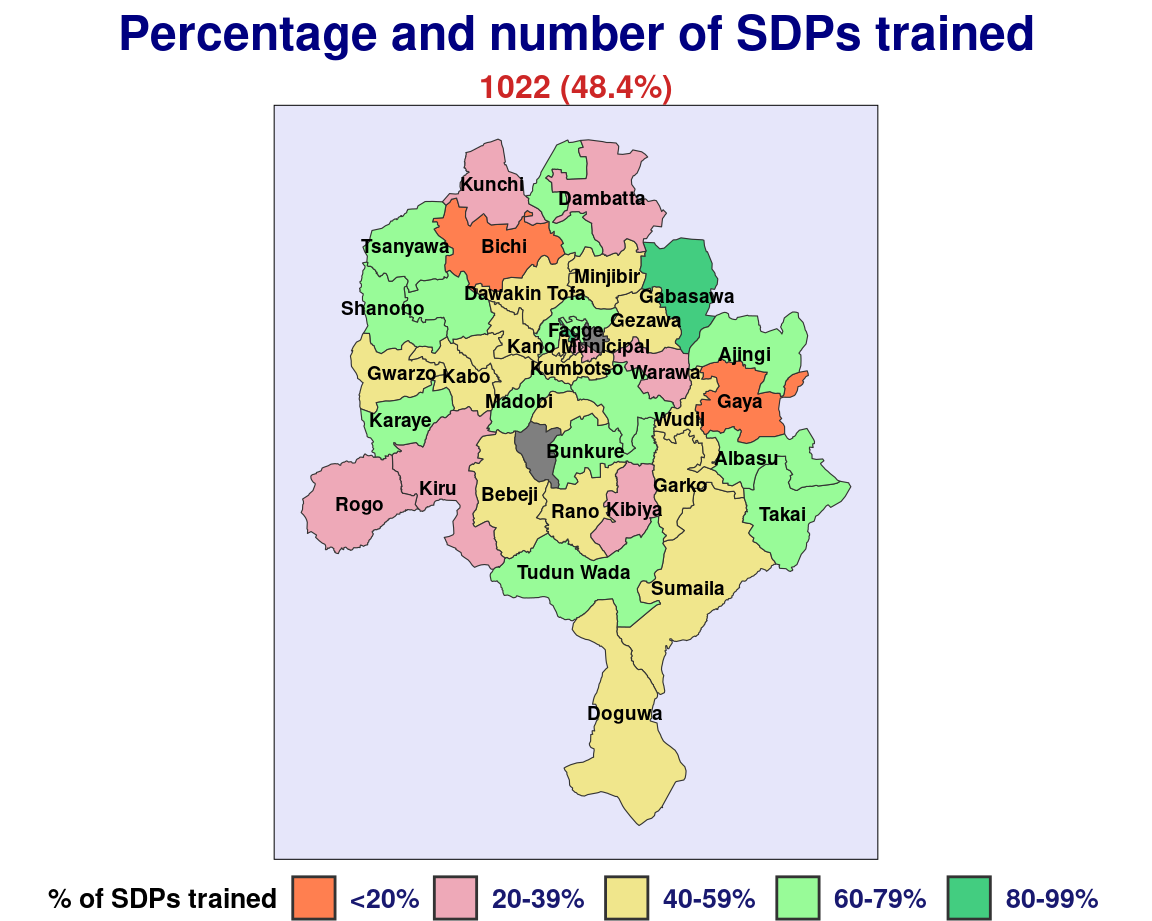 Percentage and number of SDPs trained
1022 (48.4%)
Kunchi
Dambatta
Tsanyawa
Bichi
Minjibir
Dawakin Tofa
Gabasawa
Shanono
Gezawa
Fagge
Kano Municipal
Ajingi
Kumbotso
Warawa
Gwarzo
Kabo
Madobi
Gaya
Karaye
Wudil
Bunkure
Albasu
Kiru
Garko
Bebeji
Rogo
Rano
Kibiya
Takai
Tudun Wada
Sumaila
Doguwa
% of SDPs trained
<20%
20-39%
40-59%
60-79%
80-99%